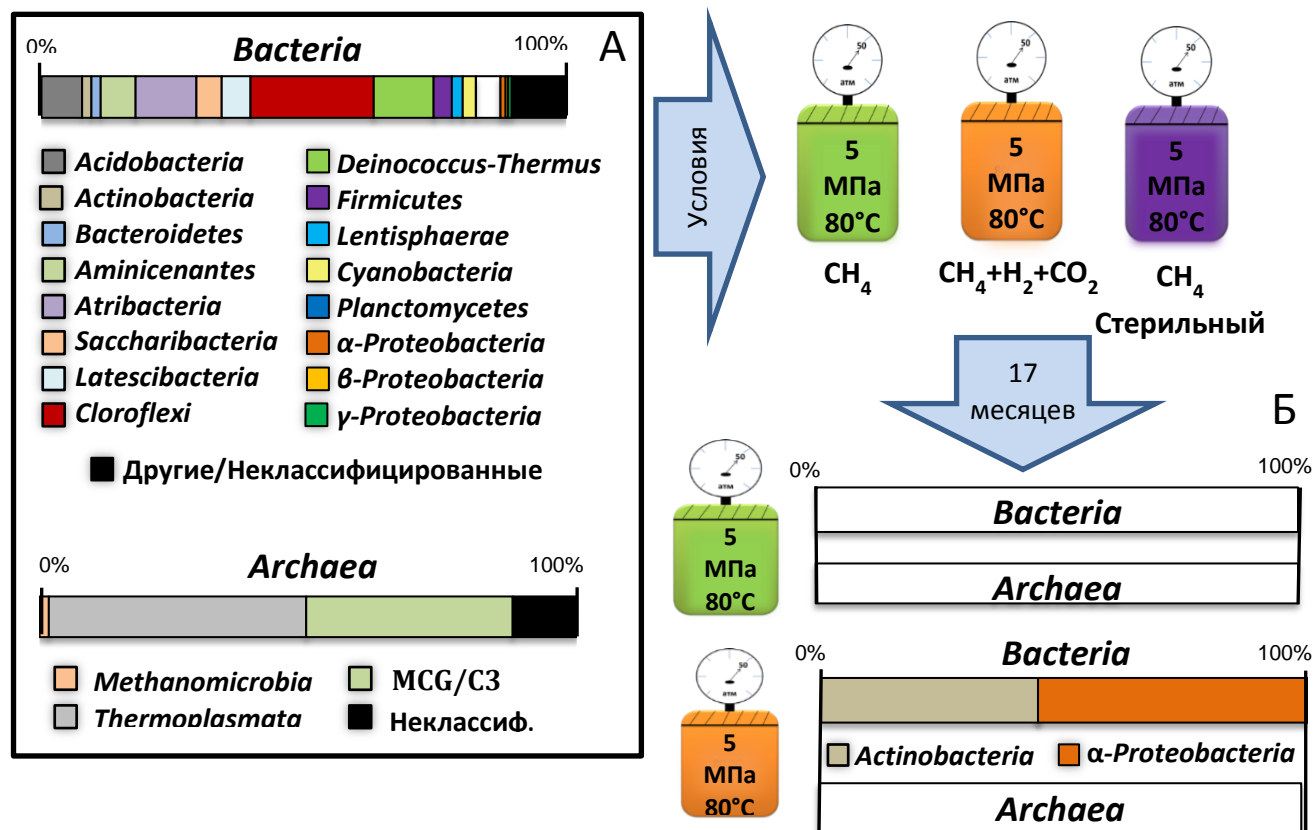 А
0% Bacteria 100%
Acidobacteria
Actinobacteria
Bacteroidetes
Aminicenantes
Atribacteria
Saccharibacteria
Latescibacteria
Cloroflexi
Deinococcus-Thermus
Firmicutes
Lentisphaerae
Cyanobacteria
Planctomycetes
α-Proteobacteria
β-Proteobacteria
γ-Proteobacteria
Другие/Неклассифицированные
0% Archaea 100%
Methanomicrobia
Thermoplasmata
MCG/C3
Неклассиф.
Условия
50
атм
5
МПа
80°C
CH₄
50
атм
5
МПа
80°C
CH₄+H₂+CO₂
50
атм
5
МПа
80°C
CH₄
Стерильный
17
месяцев
Б
50
атм
5
МПа
80°C
0% 100%
Bacteria
Archaea
50
атм
5
МПа
80°C
0% Bacteria 100%
Actinobacteria
α-Proteobacteria
Archaea